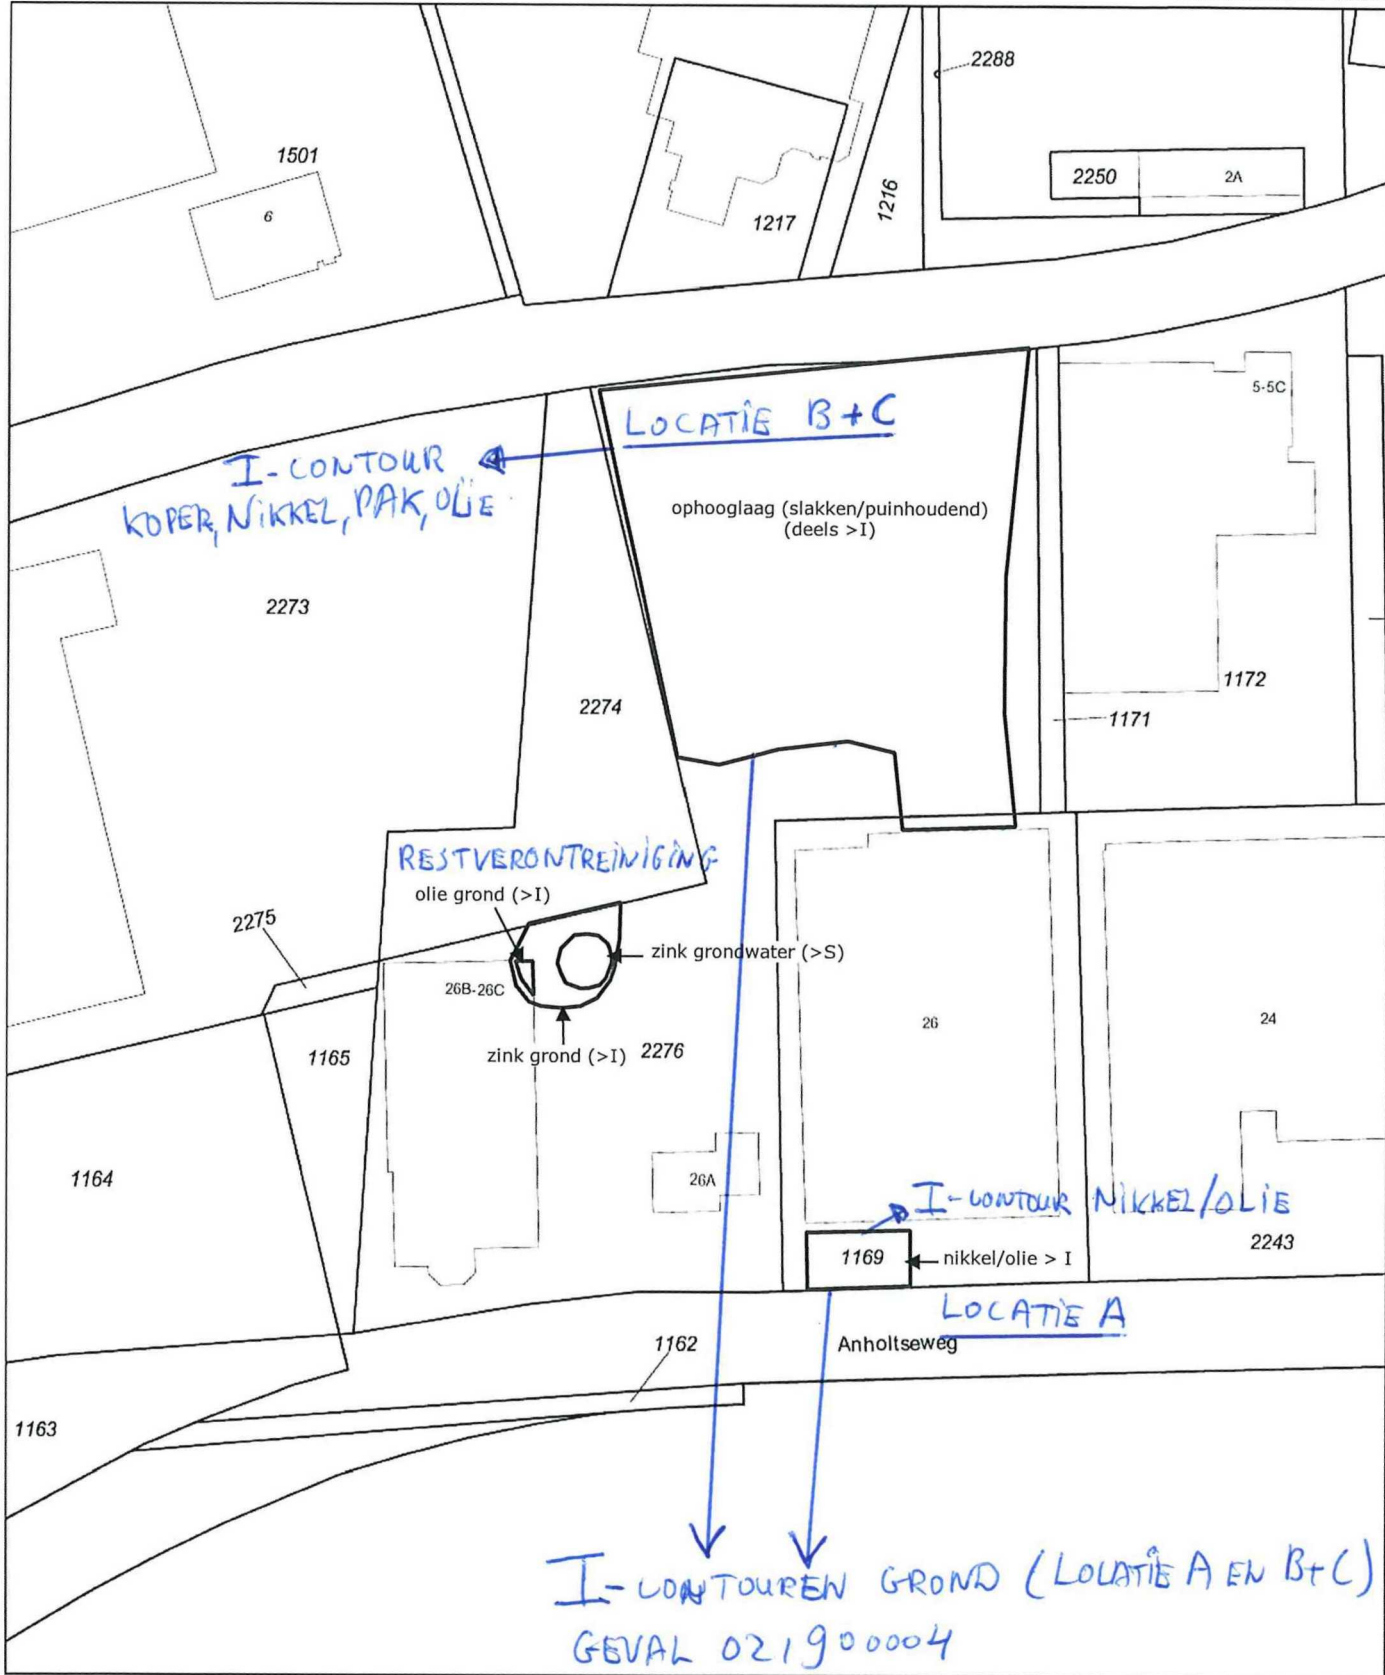 2288
1501
2250
2A
6
1216
1217
5-5C
LOCATIE B+C
I-CONTOUR
KOPER, NIKKEL, PAK, OLIE
ophooglaag (slakken/puinhoudend)
(deels >I)
2273
1172
2274
1171
RESTVERONTREINIGING
olie grond (>I)
2275
zink grondwater (>S)
26B-26C
26
24
zink grond (>I)
2276
1165
1164
26A
I-CONTOUR NIKKEL/OLIE
2243
1169
nikkel/olie > I
LOCATIE A
1162
Anholtseweg
1163
I-CONTOUREN GROND (LOCATIE A EN B+C)
GEVAL 021900004